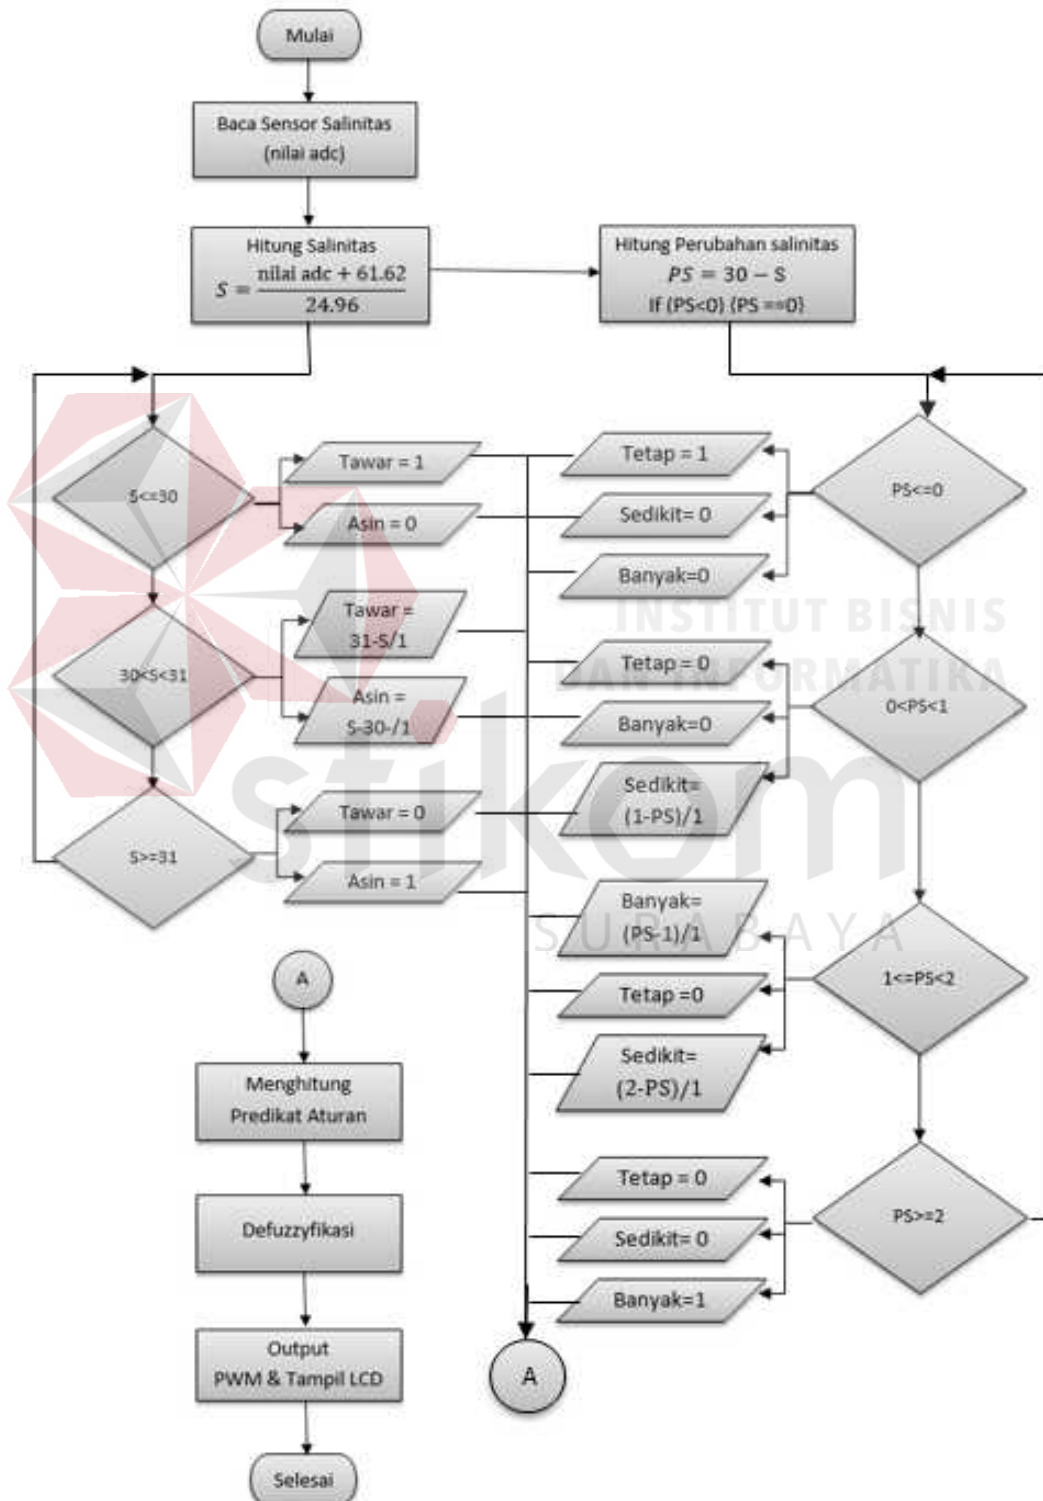 Mulai
Baca Sensor Salinitas
(nilai adc)
Hitung Salinitas
S = (nilai adc + 61.62)/24.96
Hitung Perubahan salinitas
PS = 30 − S
If (PS<0) {PS ==0}
S<=30
Tawar = 1
Asin = 0
30<S<31
Tawar =
31-S/1
Asin =
S-30-/1
S>=31
Tawar = 0
Asin = 1
PS<=0
Tetap = 1
Sedikit= 0
Banyak=0
0<PS<1
Tetap = 0
Banyak=0
Sedikit=
(1-PS)/1
1<=PS<2
Banyak=
(PS-1)/1
Tetap =0
Sedikit=
(2-PS)/1
PS>=2
Tetap = 0
Sedikit= 0
Banyak=1
A
A
Menghitung
Predikat Aturan
Defuzzyfikasi
Output
PWM & Tampil LCD
Selesai
INSTITUT BISNIS
DAN INFORMATIKA
stikom
SURABAYA